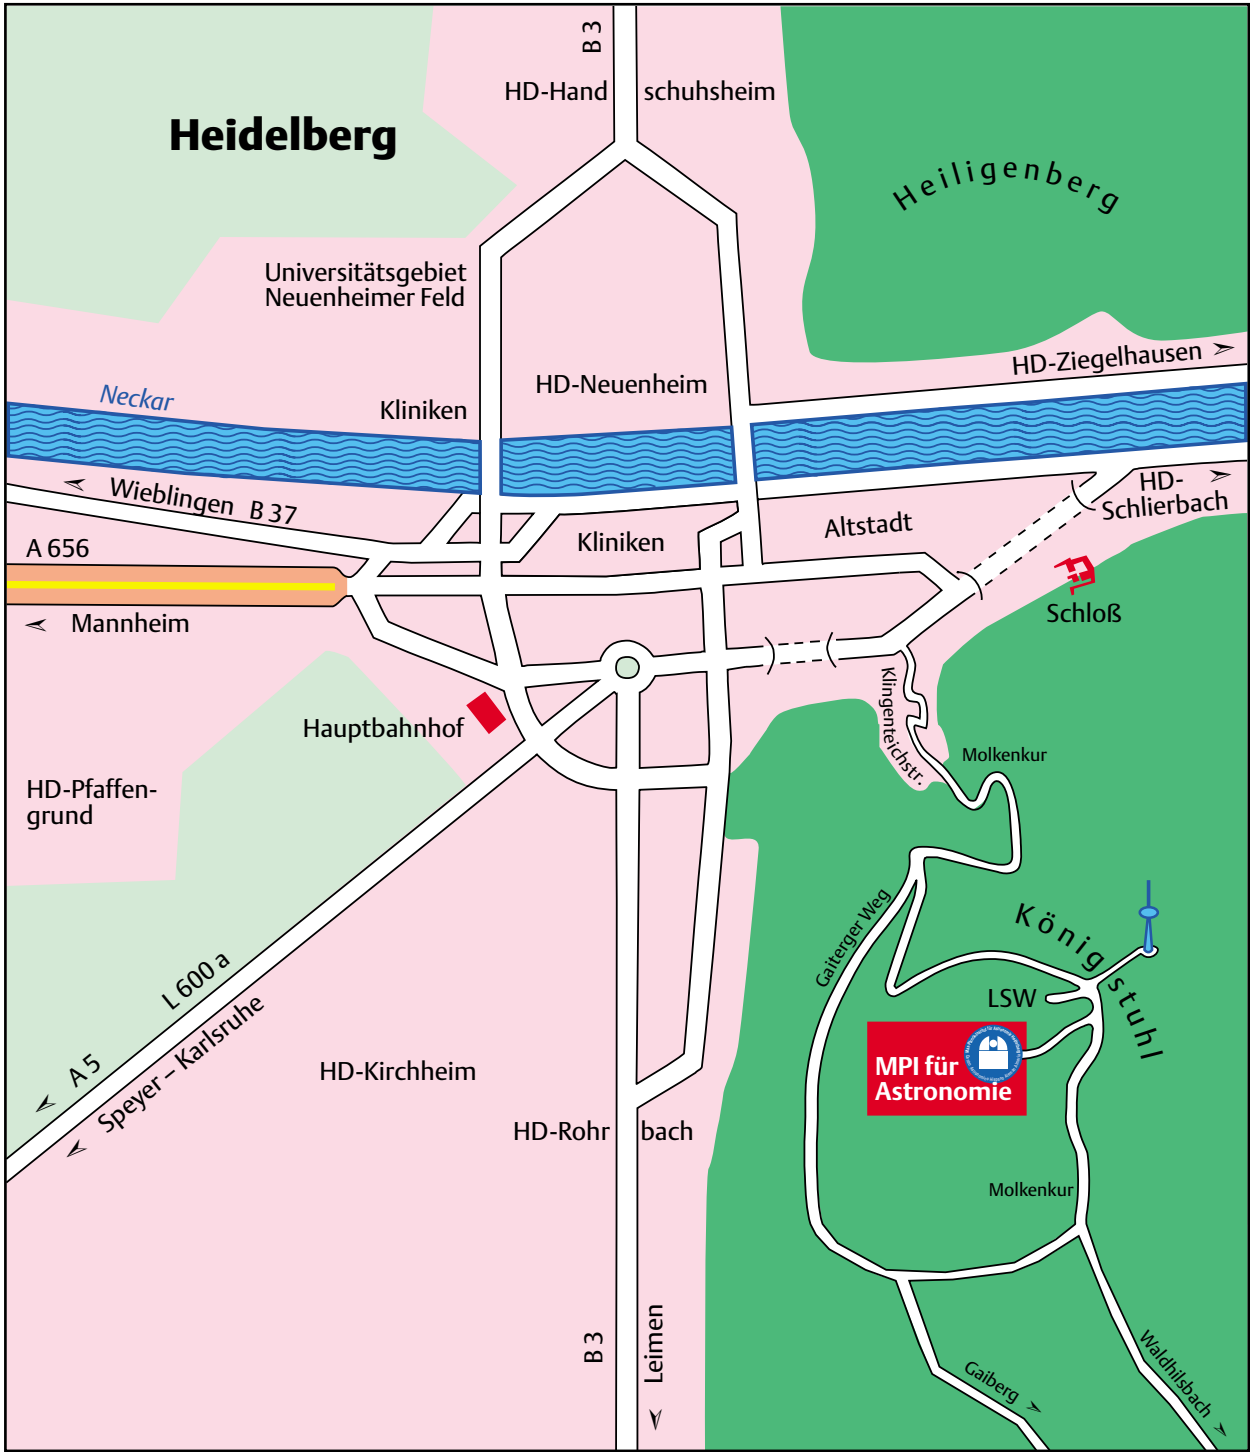 B 3
HD-Hand schuhsheim
Heidelberg
Heiligenberg
Universitätsgebiet
Neuenheimer Feld
HD-Ziegelhausen
HD-Neuenheim
Neckar
Kliniken
Wieblingen B 37
HD-
Schlierbach
Altstadt
Kliniken
A 656
Schloß
Mannheim
Klingenteichstr.
Hauptbahnhof
Molkenkur
HD-Pfaffen-
grund
Gaiterger Weg
Königstuhl
L 600 a
LSW
A 5
Speyer – Karlsruhe
MPI für
Astronomie
HD-Kirchheim
HD-Rohr bach
Molkenkur
B 3
Leimen
Gaiberg
Waldhilsbach